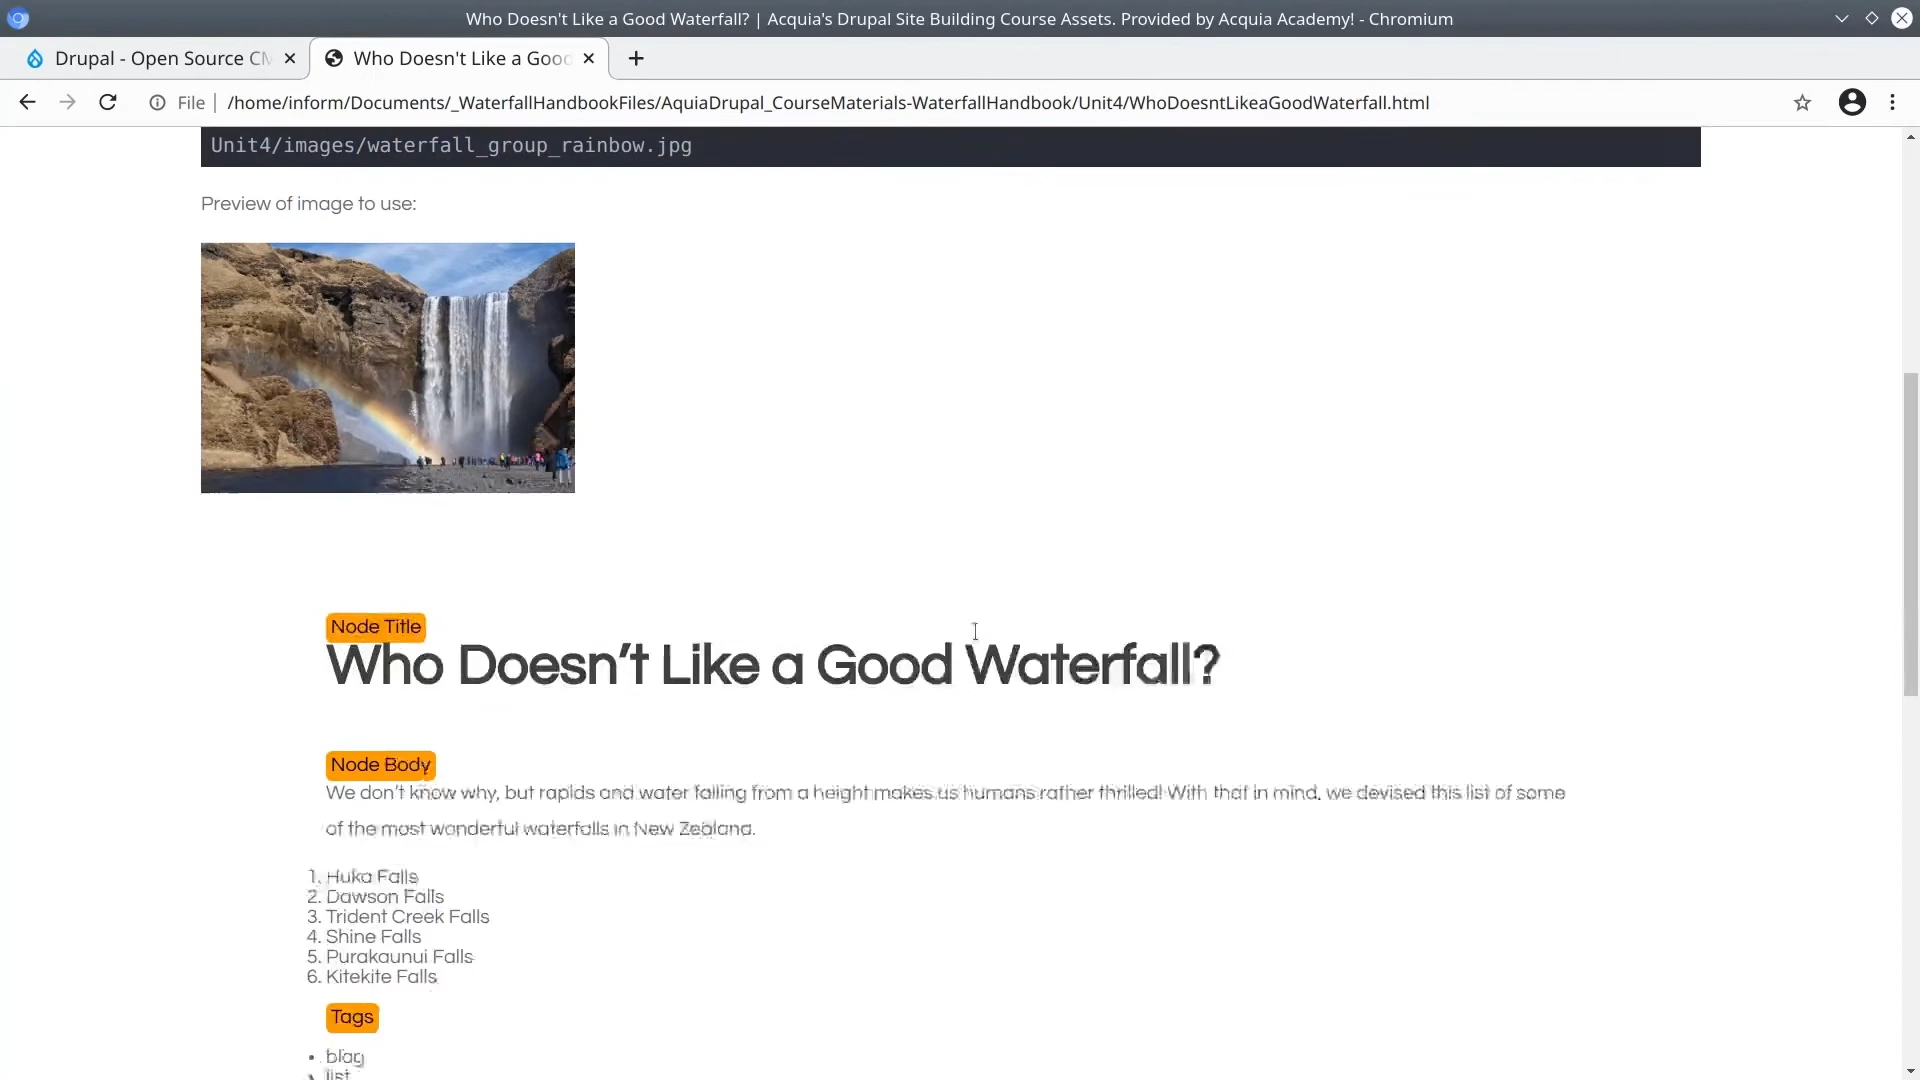 Who Doesn't Like a Good Waterfall? | Acquia's Drupal Site Building Course Assets. Provided by Acquia Academy! - Chromium
Drupal - Open Source CM
Who Doesn't Like a Good
File
/home/inform/Documents/_WaterfallHandbookFiles/AquiaDrupal_CourseMaterials-WaterfallHandbook/Unit4/WhoDoesntLikeaGoodWaterfall.html
Unit4/images/waterfall_group_rainbow.jpg
Preview of image to use:
Node Title
Who Doesn’t Like a Good Waterfall?
Node Body
We don’t know why, but rapids and water falling from a height makes us humans rather thrilled! With that in mind, we devised this list of some
of the most wonderful waterfalls in New Zealand.
1. Huka Falls
2. Dawson Falls
3. Trident Creek Falls
4. Shine Falls
5. Purakaunui Falls
6. Kitekite Falls
Tags
• blog
• list